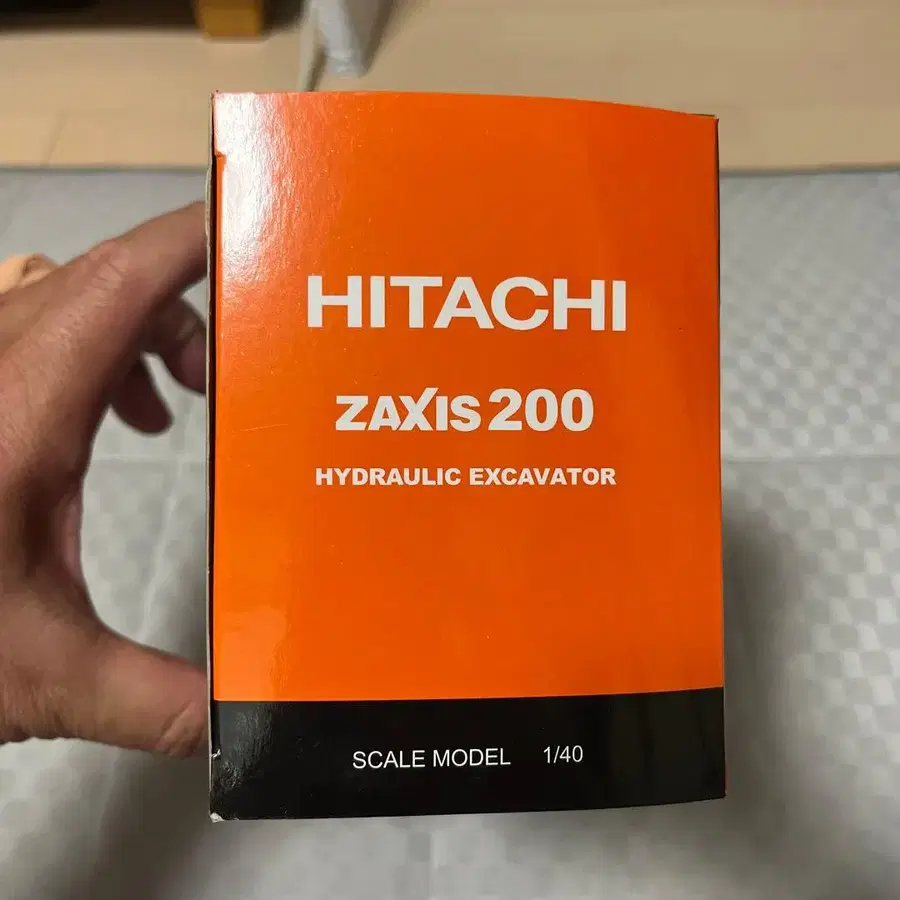 HITACHI
ZAXIS 200
HYDRAULIC EXCAVATOR
SCALE MODEL 1/40